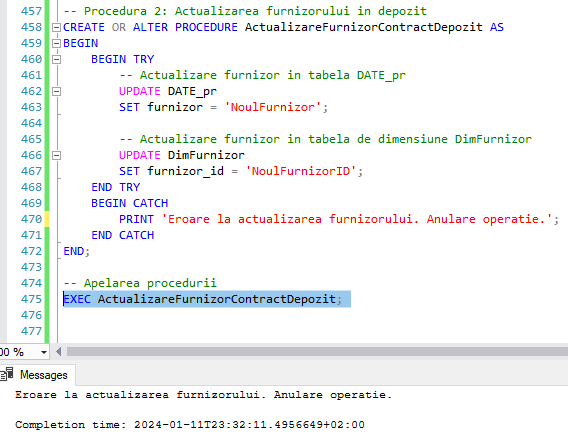 457 -- Procedura 2: Actualizarea furnizorului in depozit
458 CREATE OR ALTER PROCEDURE ActualizareFurnizorContractDepozit AS
459 BEGIN
460 BEGIN TRY
461 -- Actualizare furnizor in tabela DATE_pr
462 UPDATE DATE_pr
463 SET furnizor = 'NoulFurnizor';
464
465 -- Actualizare furnizor in tabela de dimensiune DimFurnizor
466 UPDATE DimFurnizor
467 SET furnizor_id = 'NoulFurnizorID';
468 END TRY
469 BEGIN CATCH
470 PRINT 'Eroare la actualizarea furnizorului. Anulare operatie.';
471 END CATCH
472 END;
473
474 -- Apelarea procedurii
475 EXEC ActualizareFurnizorContractDepozit;
476
477
00 %
Messages
Eroare la actualizarea furnizorului. Anulare operatie.
Completion time: 2024-01-11T23:32:11.4956649+02:00